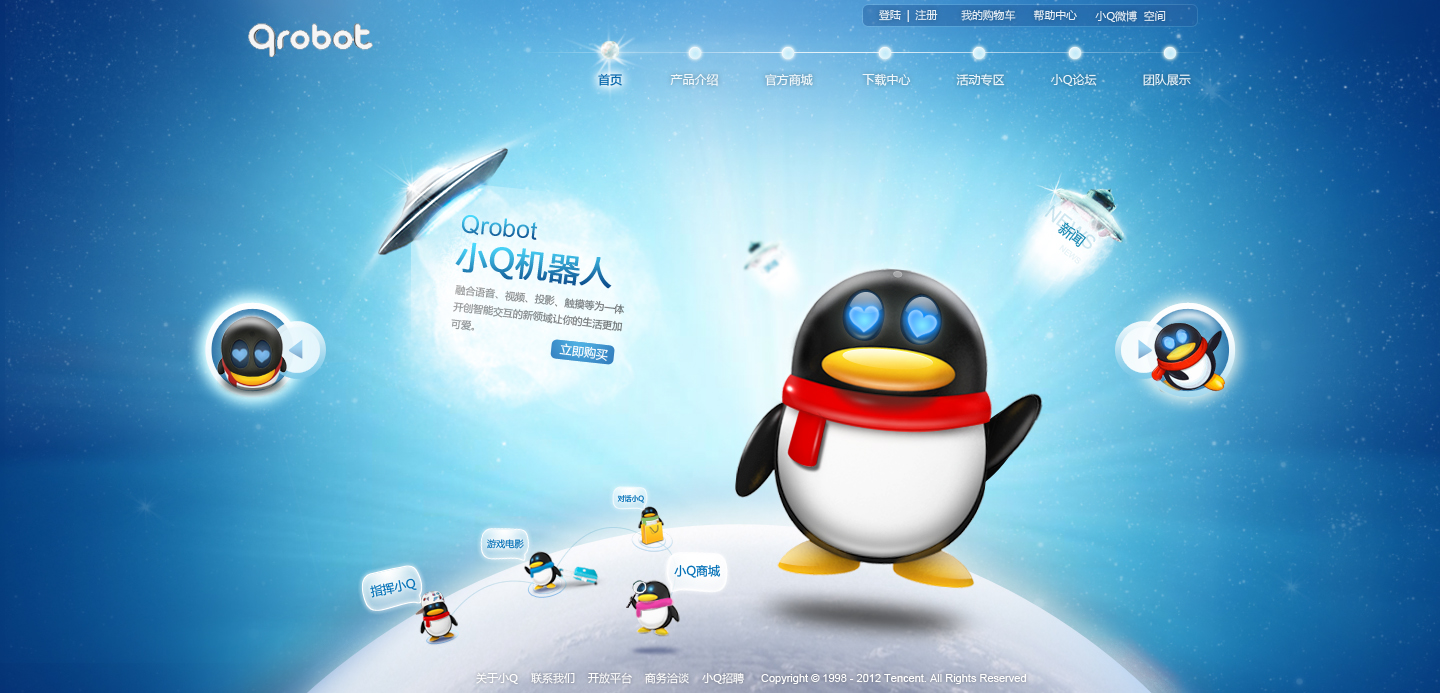 登陆 | 注册 我的购物车 帮助中心 小Q微博 空间
qrobot
首页 产品介绍 官方商城 下载中心 活动专区 小Q论坛 团队展示
Qrobot
小Q机器人
融合语音、视频、投影、触摸等为一体
开创智能交互的新领域让你的生活更加
可爱。
立即购买
NEWS
新闻
对话小Q
游戏电影
小Q商城
指挥小Q
关于小Q 联系我们 开放平台 商务洽谈 小Q招聘 Copyright © 1998 - 2012 Tencent. All Rights Reserved